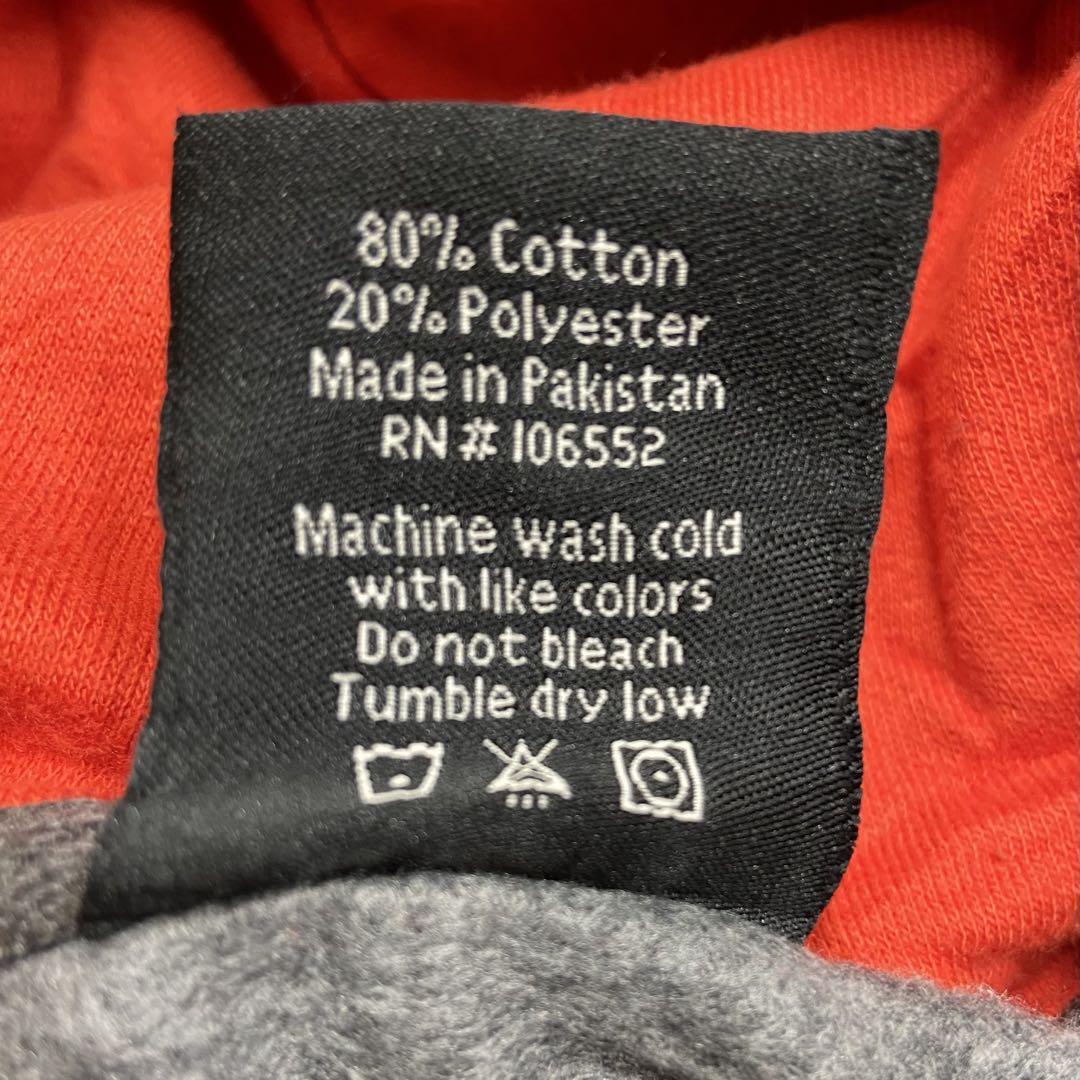 80% Cotton
20% Polyester
Made in Pakistan
RN # 106552
Machine wash cold
with like colors
Do not bleach
Tumble dry low